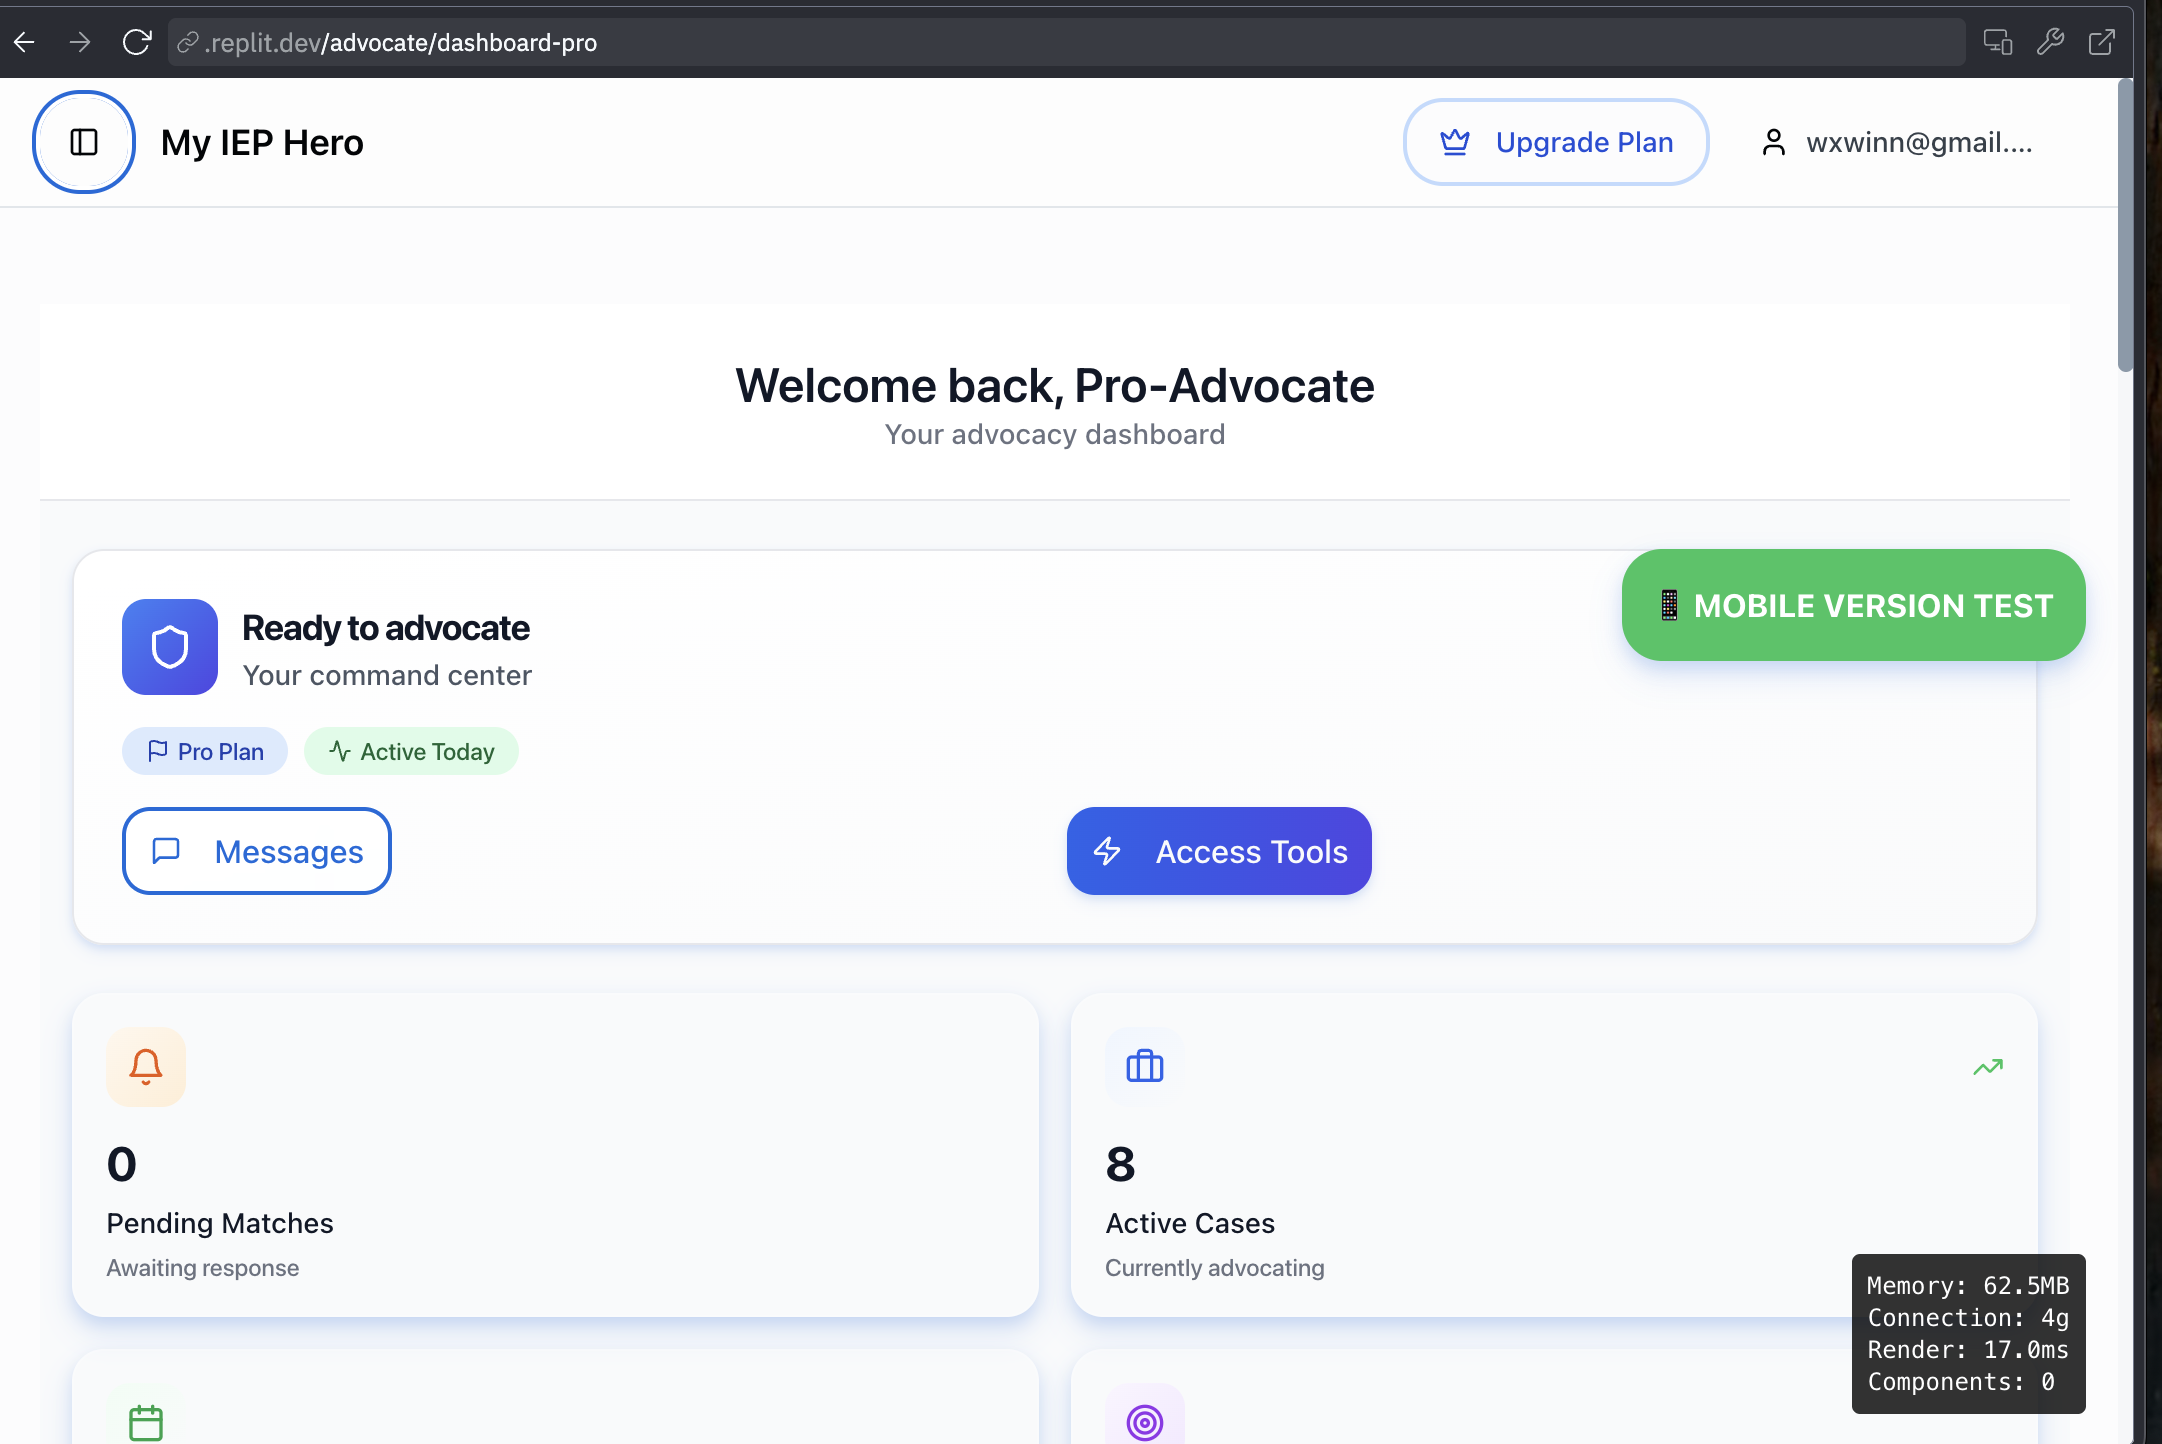 .replit.dev/advocate/dashboard-pro
My IEP Hero
Upgrade Plan
wxwinn@gmail....
Welcome back, Pro-Advocate
Your advocacy dashboard
MOBILE VERSION TEST
Ready to advocate
Your command center
Pro Plan
Active Today
Messages
Access Tools
0
Pending Matches
Awaiting response
8
Active Cases
Currently advocating
Memory: 62.5MB
Connection: 4g
Render: 17.0ms
Components: 0